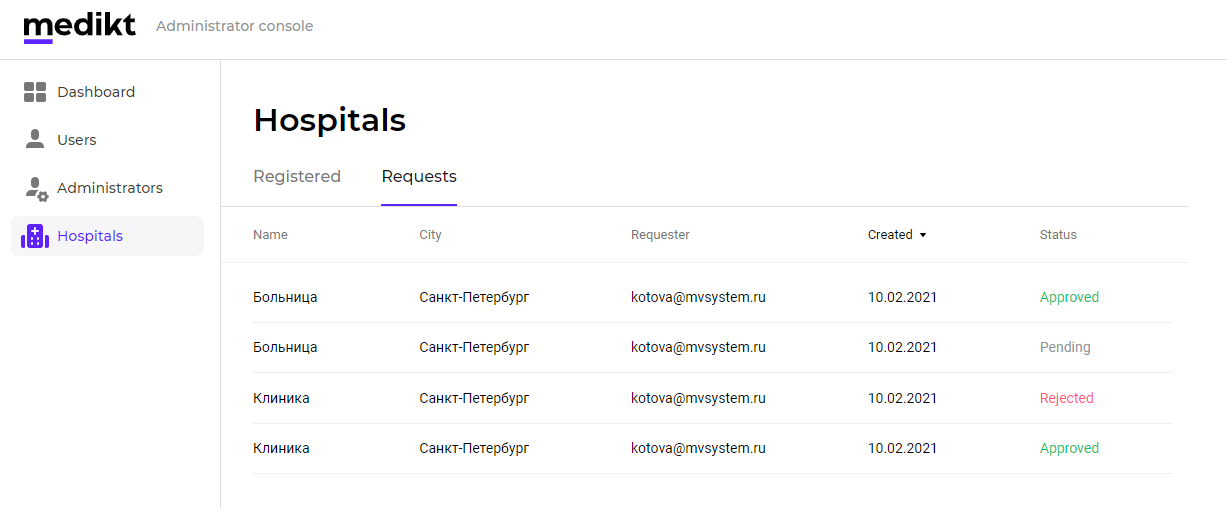 medikt Administrator console
Dashboard
Users
Administrators
Hospitals
Hospitals
Registered Requests
Name City Requester Created Status
Больница Санкт-Петербург kotova@mvsystem.ru 10.02.2021 Approved
Больница Санкт-Петербург kotova@mvsystem.ru 10.02.2021 Pending
Клиника Санкт-Петербург kotova@mvsystem.ru 10.02.2021 Rejected
Клиника Санкт-Петербург kotova@mvsystem.ru 10.02.2021 Approved